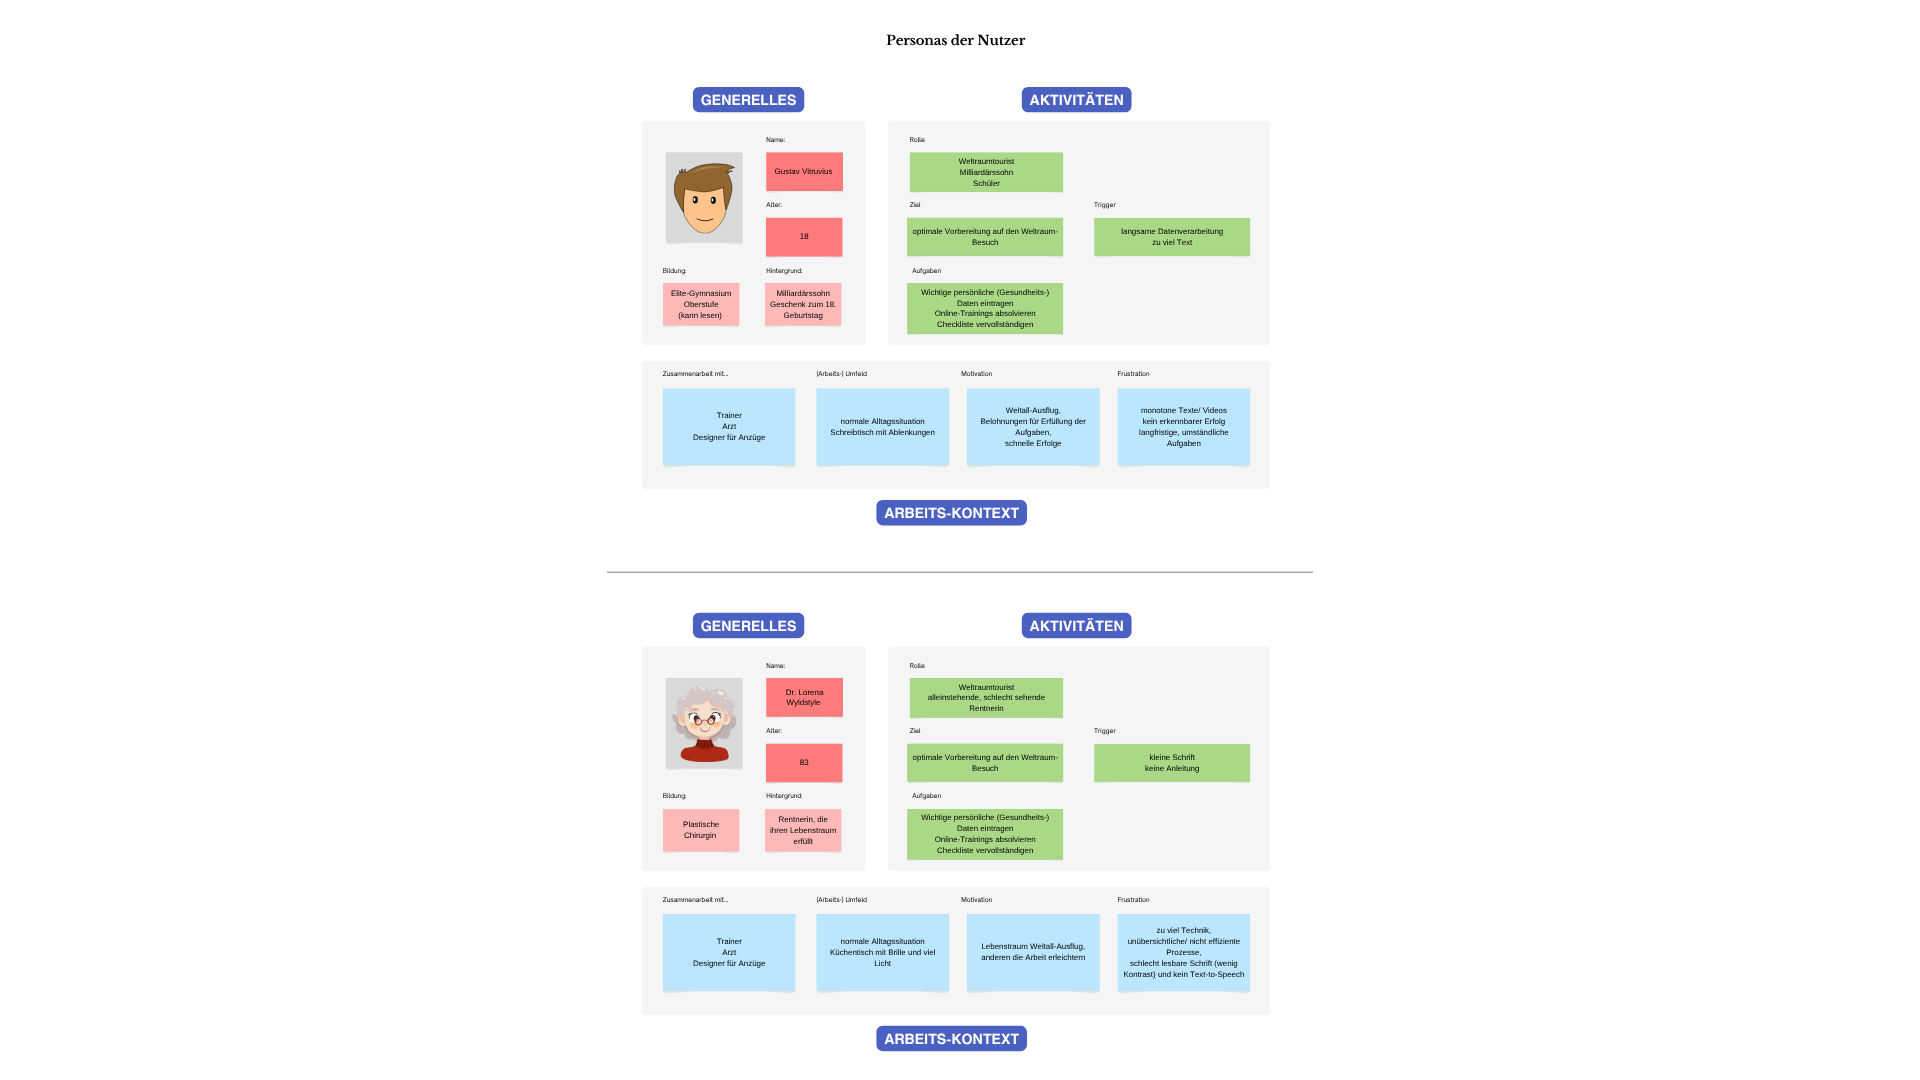 Personas der Nutzer
GENERELLES
AKTIVITÄTEN
Name:
Gustav Vitruvius
Alter:
18
Bildung:
Elite-Gymnasium
Oberstufe
(kann lesen)
Hintergrund:
Milliardärssohn
Geschenk zum 18.
Geburtstag
Rolle
Weltraumtourist
Milliardärssohn
Schüler
Ziel
optimale Vorbereitung auf den Weltraum-
Besuch
Trigger
langsame Datenverarbeitung
zu viel Text
Aufgaben
Wichtige persönliche (Gesundheits-)
Daten eintragen
Online-Trainings absolvieren
Checkliste vervollständigen
Zusammenarbeit mit...
Trainer
Arzt
Designer für Anzüge
(Arbeits-) Umfeld
normale Alltagssituation
Schreibtisch mit Ablenkungen
Motivation
Weltall-Ausflug,
Belohnungen für Erfüllung der
Aufgaben,
schnelle Erfolge
Frustration
monotone Texte/ Videos
kein erkennbarer Erfolg
langfristige, umständliche
Aufgaben
ARBEITS-KONTEXT
GENERELLES
AKTIVITÄTEN
Name:
Dr. Lorena
Wyldstyle
Alter:
83
Bildung:
Plastische
Chirurgin
Hintergrund:
Rentnerin, die
ihren Lebenstraum
erfüllt
Rolle
Weltraumtourist
alleinstehende, schlecht sehende
Rentnerin
Ziel
optimale Vorbereitung auf den Weltraum-
Besuch
Trigger
kleine Schrift
keine Anleitung
Aufgaben
Wichtige persönliche (Gesundheits-)
Daten eintragen
Online-Trainings absolvieren
Checkliste vervollständigen
Zusammenarbeit mit...
Trainer
Arzt
Designer für Anzüge
(Arbeits-) Umfeld
normale Alltagssituation
Küchentisch mit Brille und viel
Licht
Motivation
Lebenstraum Weltall-Ausflug,
anderen die Arbeit erleichtern
Frustration
zu viel Technik,
unübersichtliche/ nicht effiziente
Prozesse,
schlecht lesbare Schrift (wenig
Kontrast) und kein Text-to-Speech
ARBEITS-KONTEXT